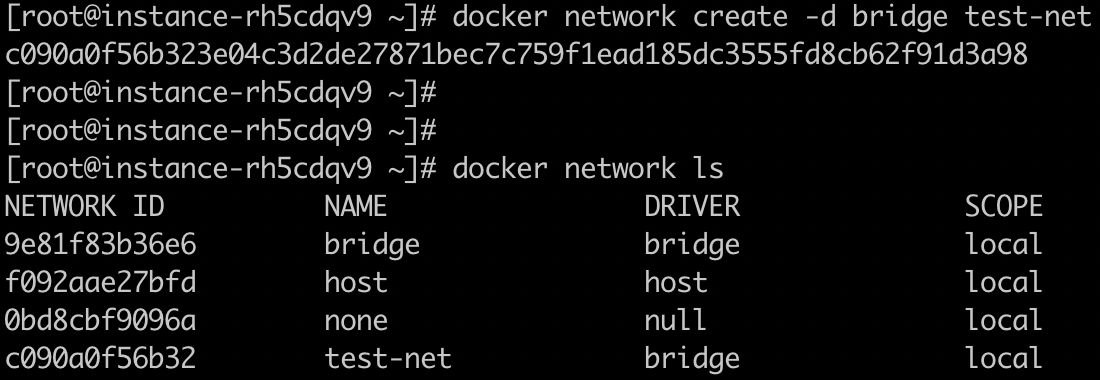 [root@instance-rh5cdqv9 ~]# docker network create -d bridge test-net
c090a0f56b323e04c3d2de27871bec7c759f1ead185dc3555fd8cb62f91d3a98
[root@instance-rh5cdqv9 ~]#
[root@instance-rh5cdqv9 ~]#
[root@instance-rh5cdqv9 ~]# docker network ls
NETWORK ID NAME DRIVER SCOPE
9e81f83b36e6 bridge bridge local
f092aae27bfd host host local
0bd8cbf9096a none null local
c090a0f56b32 test-net bridge local